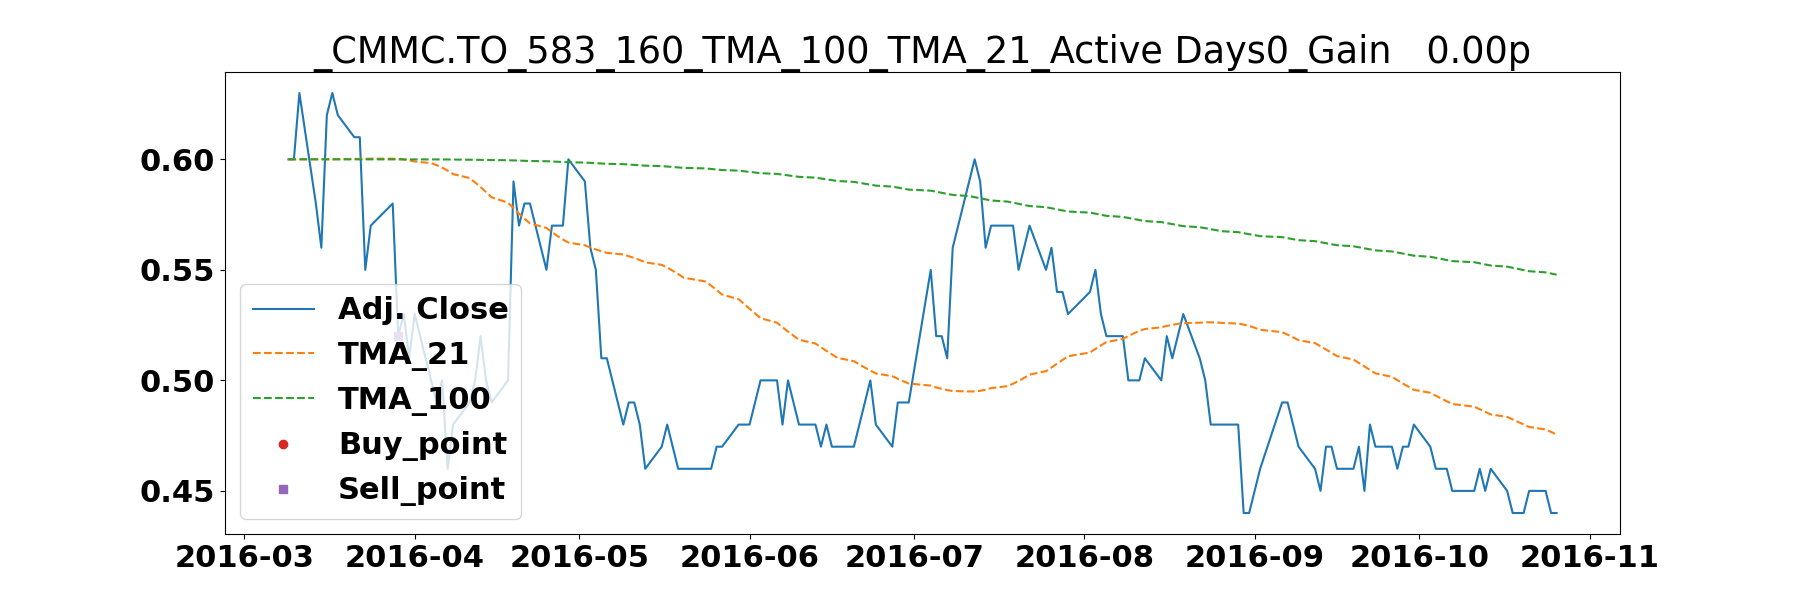 _CMMC.TO_583_160_TMA_100_TMA_21_Active Days0_Gain   0.00p
0.60
0.55
0.50
0.45
Adj. Close
TMA_21
TMA_100
Buy_point
Sell_point
2016-03 2016-04 2016-05 2016-06 2016-07 2016-08 2016-09 2016-10 2016-11